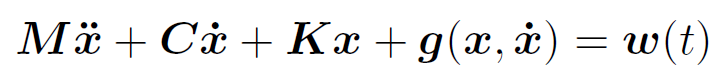 Mẍ + Cẋ + Kx + g(x, ẋ) = w(t)